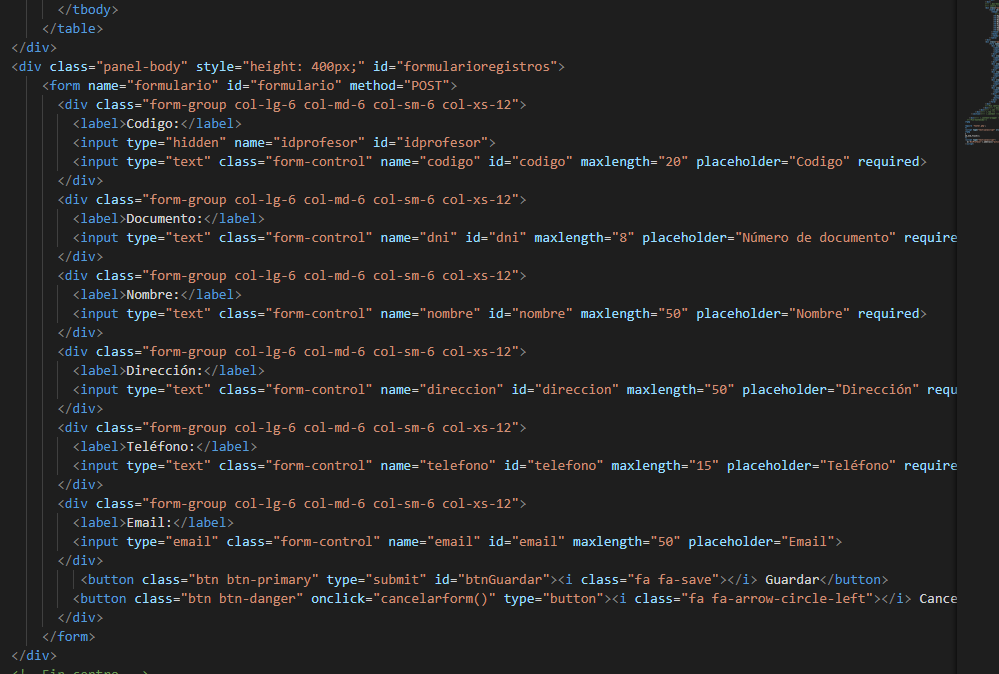 </tbody>
</table>
</div>
<div class="panel-body" style="height: 400px;" id="formularioregistros">
<form name="formulario" id="formulario" method="POST">
<div class="form-group col-lg-6 col-md-6 col-sm-6 col-xs-12">
<label>Codigo:</label>
<input type="hidden" name="idprofesor" id="idprofesor">
<input type="text" class="form-control" name="codigo" id="codigo" maxlength="20" placeholder="Codigo" required>
</div>
<div class="form-group col-lg-6 col-md-6 col-sm-6 col-xs-12">
<label>Documento:</label>
<input type="text" class="form-control" name="dni" id="dni" maxlength="8" placeholder="Número de documento" require
</div>
<div class="form-group col-lg-6 col-md-6 col-sm-6 col-xs-12">
<label>Nombre:</label>
<input type="text" class="form-control" name="nombre" id="nombre" maxlength="50" placeholder="Nombre" required>
</div>
<div class="form-group col-lg-6 col-md-6 col-sm-6 col-xs-12">
<label>Dirección:</label>
<input type="text" class="form-control" name="direccion" id="direccion" maxlength="50" placeholder="Dirección" requ
</div>
<div class="form-group col-lg-6 col-md-6 col-sm-6 col-xs-12">
<label>Teléfono:</label>
<input type="text" class="form-control" name="telefono" id="telefono" maxlength="15" placeholder="Teléfono" require
</div>
<div class="form-group col-lg-6 col-md-6 col-sm-6 col-xs-12">
<label>Email:</label>
<input type="email" class="form-control" name="email" id="email" maxlength="50" placeholder="Email">
</div>
<button class="btn btn-primary" type="submit" id="btnGuardar"><i class="fa fa-save"></i> Guardar</button>
<button class="btn btn-danger" onclick="cancelarform()" type="button"><i class="fa fa-arrow-circle-left"></i> Cance
</div>
</form>
</div>